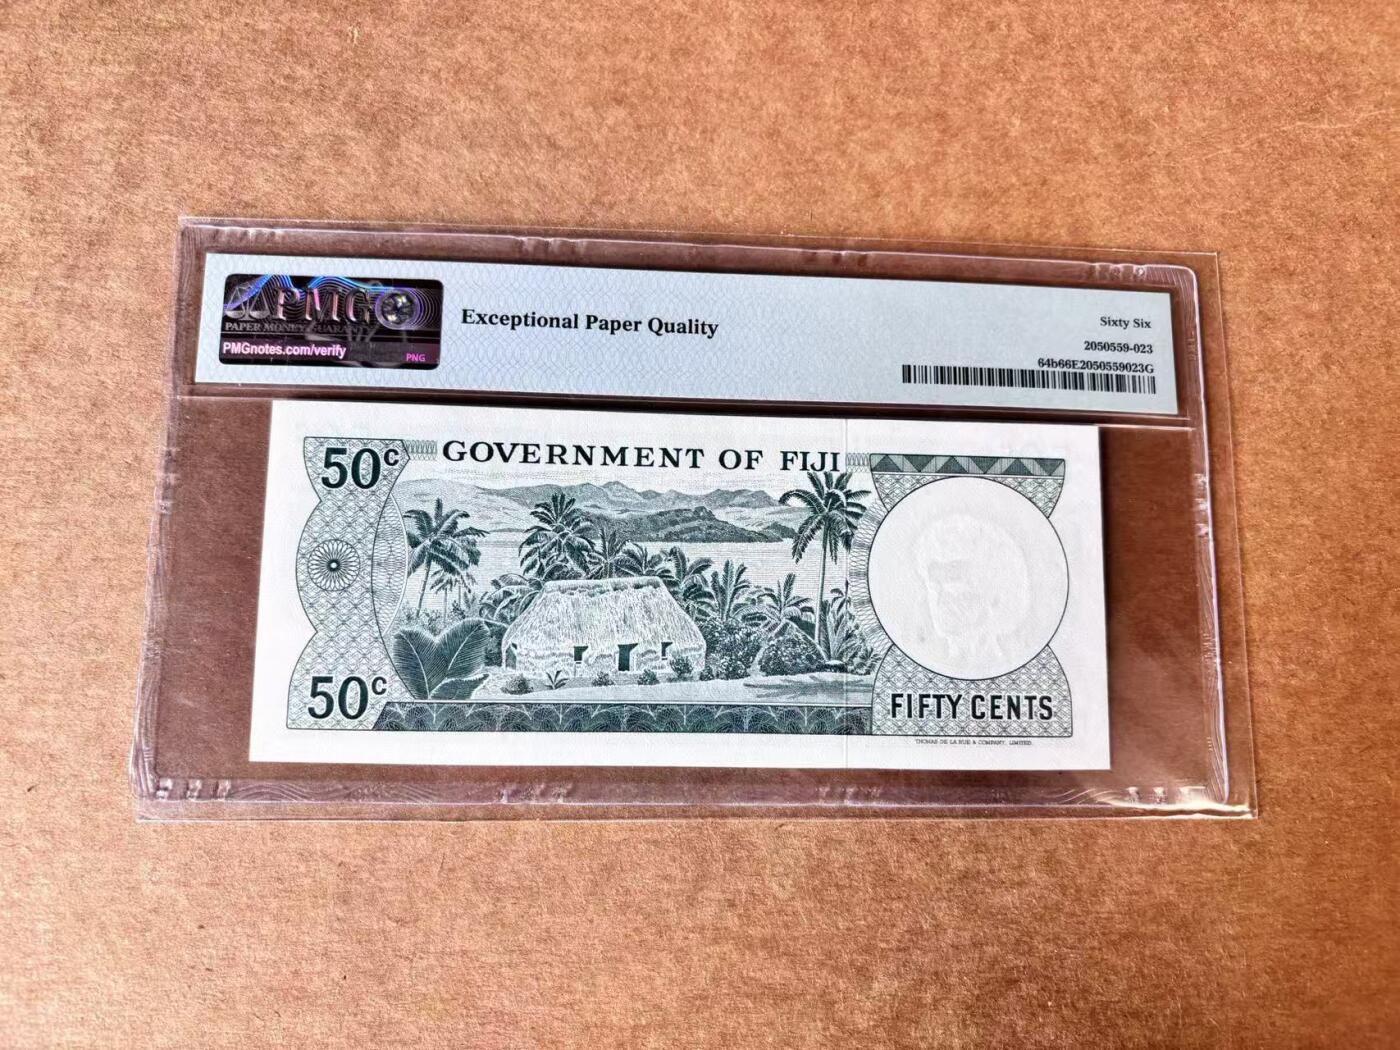 PMG
PAPER MONEY GUARANTY
PMGnotes.com/verify
PNG
Exceptional Paper Quality
Sixty Six
2050559-023
64b66E2050559023G
50c
GOVERNMENT OF FIJI
50c
FIFTY CENTS
THOMAS DE LA RUE & COMPANY, LIMITED.